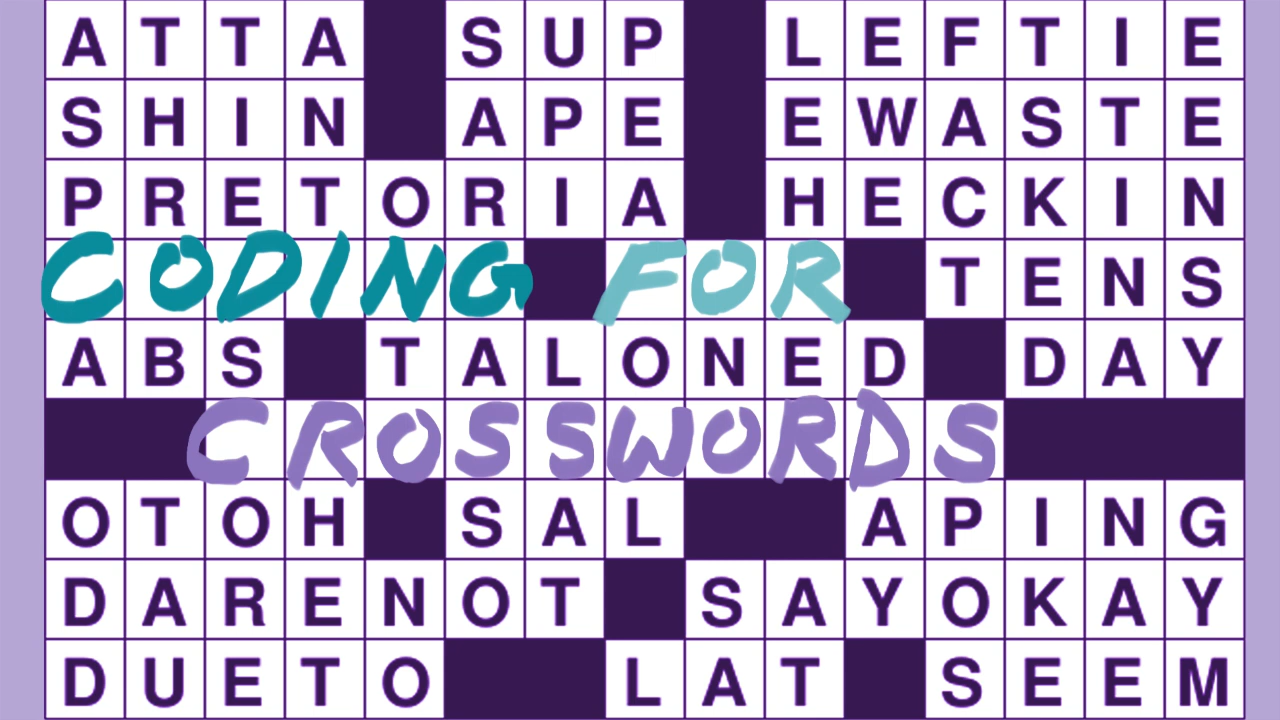 ATTA SUP LEFTIE
SHIN APE EWASTE
PRETORIA HECKIN
CODING FOR TENS
ABS TALONED DAY
CROSSWORDS
OTOH SAL APING
DARENOT SAYOKAY
DUETO LAT SEEM